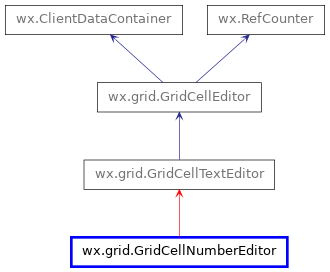 wx.ClientDataContainer
wx.RefCounter
wx.grid.GridCellEditor
wx.grid.GridCellTextEditor
wx.grid.GridCellNumberEditor